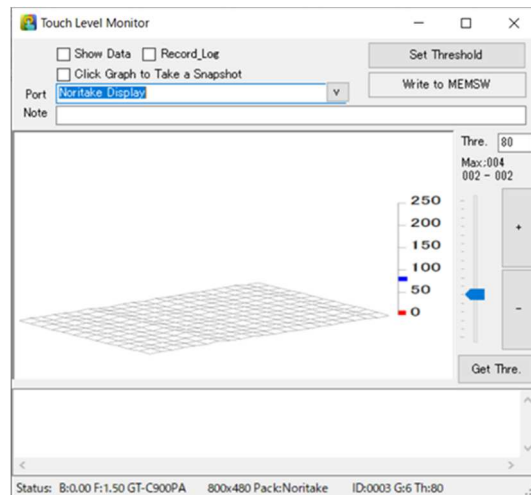 Touch Level Monitor
Show Data
Record_Log
Set Threshold
Click Graph to Take a Snapshot
Write to MEMSW
Port
Noritake Display
v
Note
Thre.
80
Max:004
002 - 002
250
200
150
100
50
0
+
-
Get Thre.
Status: B:0.00 F:1.50 GT-C900PA 800x480 Pack:Noritake ID:0003 G:6 Th:80